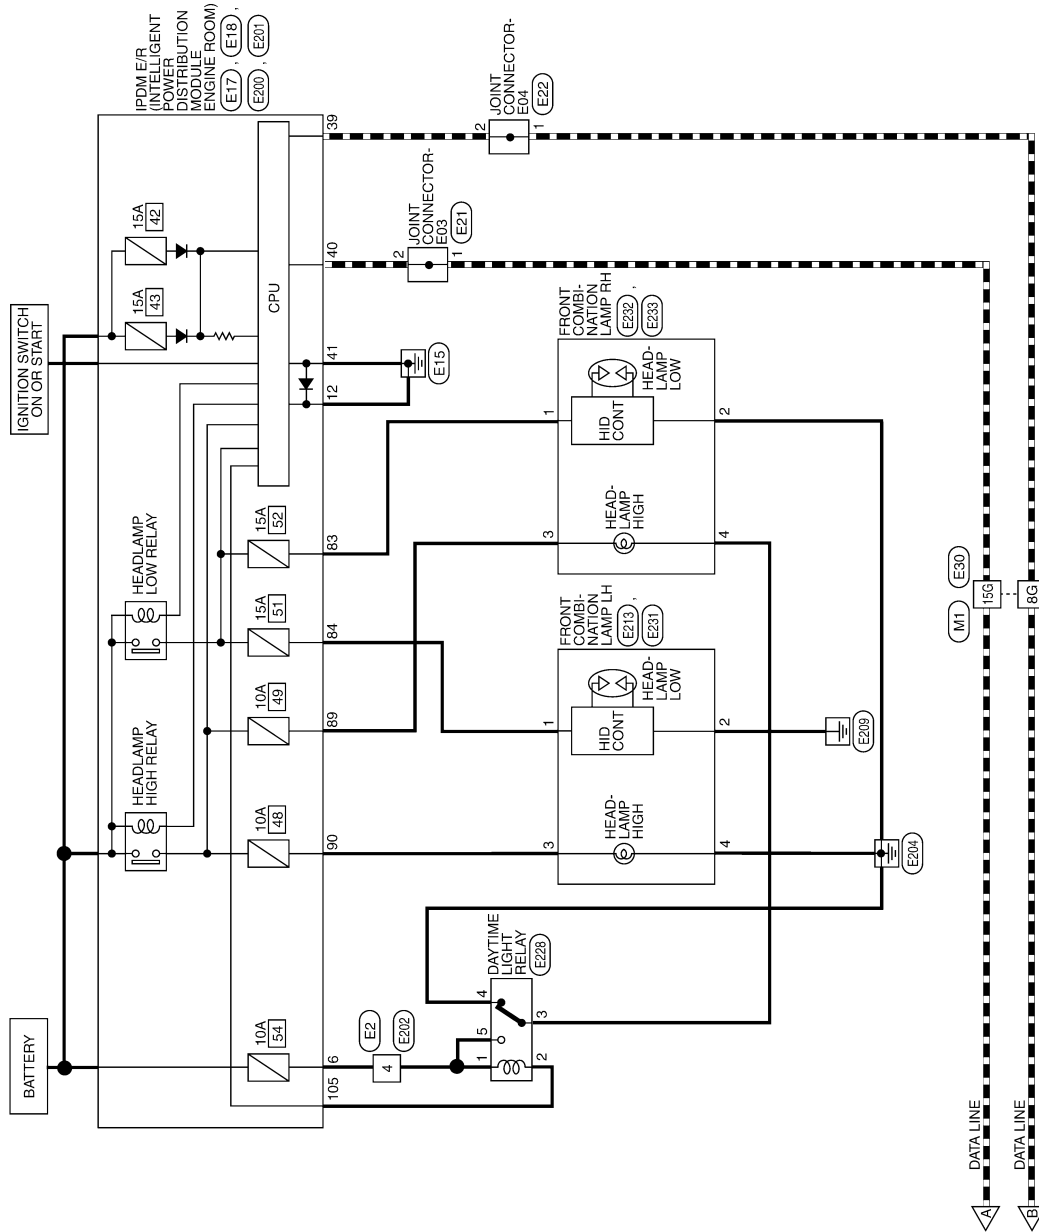 BATTERY
IGNITION SWITCH
ON OR START
IPDM E/R
(INTELLIGENT
POWER
DISTRIBUTION
MODULE
ENGINE ROOM)
E17 , E18 ,
E200 , E201
HEADLAMP
HIGH RELAY
HEADLAMP
LOW RELAY
15A
43
15A
42
CPU
10A
54
10A
48
10A
49
15A
51
15A
52
105
6
90
89
84
83
12
41
40
39
E2
4
E202
E15
JOINT
CONNECTOR-
E03
E21
2
1
JOINT
CONNECTOR-
E04
E22
2
1
DAYTIME
LIGHT
RELAY
E228
1
5
4
2
3
FRONT
COMBI-
NATION
LAMP LH
E213 ,
E231
3
1
HEAD-
LAMP
HIGH
HID
CONT
HEAD-
LAMP
LOW
4
2
FRONT
COMBI-
NATION
LAMP RH
E232 ,
E233
3
1
HEAD-
LAMP
HIGH
HID
CONT
HEAD-
LAMP
LOW
4
2
E204
E209
M1
E30
15G
8G
DATA LINE
A
DATA LINE
B